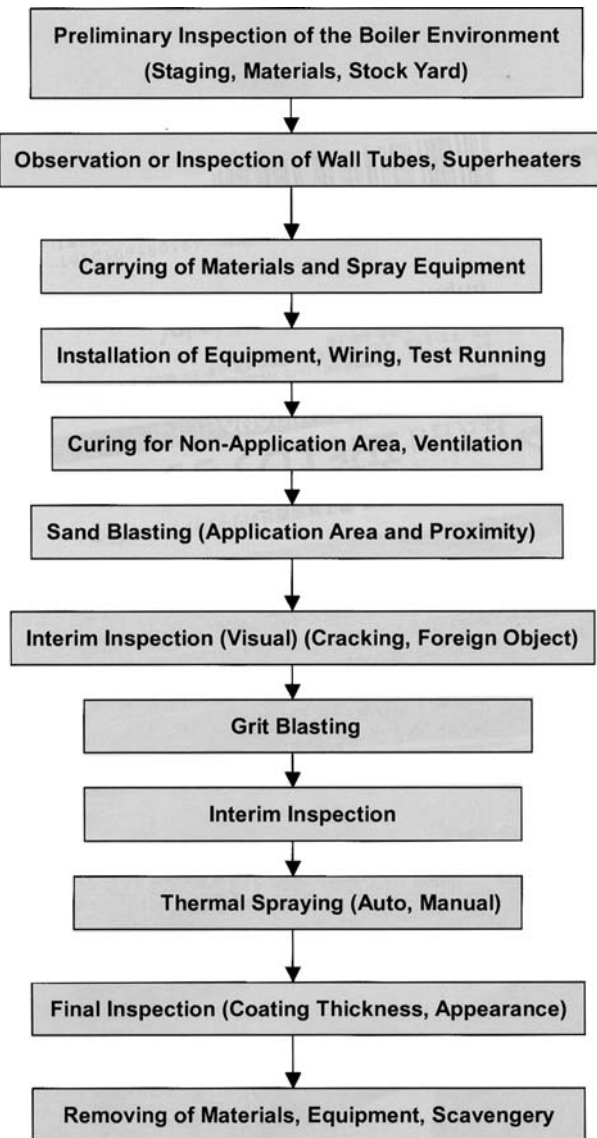 Preliminary Inspection of the Boiler Environment
(Staging, Materials, Stock Yard)
Observation or Inspection of Wall Tubes, Superheaters
Carrying of Materials and Spray Equipment
Installation of Equipment, Wiring, Test Running
Curing for Non-Application Area, Ventilation
Sand Blasting (Application Area and Proximity)
Interim Inspection (Visual) (Cracking, Foreign Object)
Grit Blasting
Interim Inspection
Thermal Spraying (Auto, Manual)
Final Inspection (Coating Thickness, Appearance)
Removing of Materials, Equipment, Scavengery